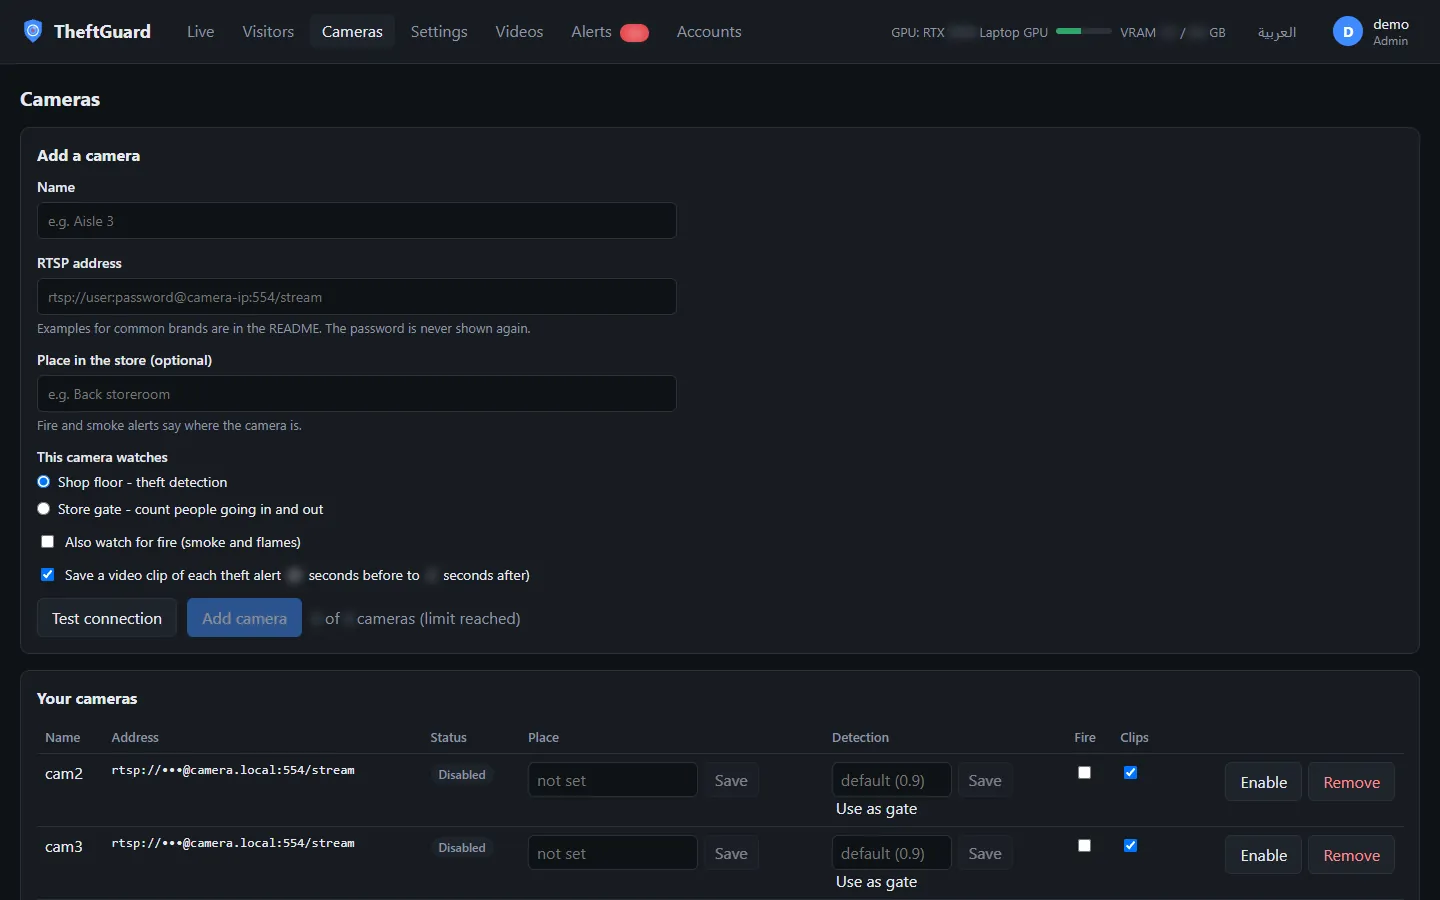 TheftGuard
Live
Visitors
Cameras
Settings
Videos
Alerts
Accounts
GPU: RTX Laptop GPU
VRAM / GB
العربية
D
demo
Admin
Cameras
Add a camera
Name
e.g. Aisle 3
RTSP address
rtsp://user:password@camera-ip:554/stream
Examples for common brands are in the README. The password is never shown again.
Place in the store (optional)
e.g. Back storeroom
Fire and smoke alerts say where the camera is.
This camera watches
Shop floor - theft detection
Store gate - count people going in and out
Also watch for fire (smoke and flames)
Save a video clip of each theft alert seconds before to seconds after)
Test connection
Add camera
of cameras (limit reached)
Your cameras
Name Address Status Place Detection Fire Clips
cam2 rtsp://•••@camera.local:554/stream Disabled not set Save default (0.9) Save Enable Remove
Use as gate
cam3 rtsp://•••@camera.local:554/stream Disabled not set Save default (0.9) Save Enable Remove
Use as gate